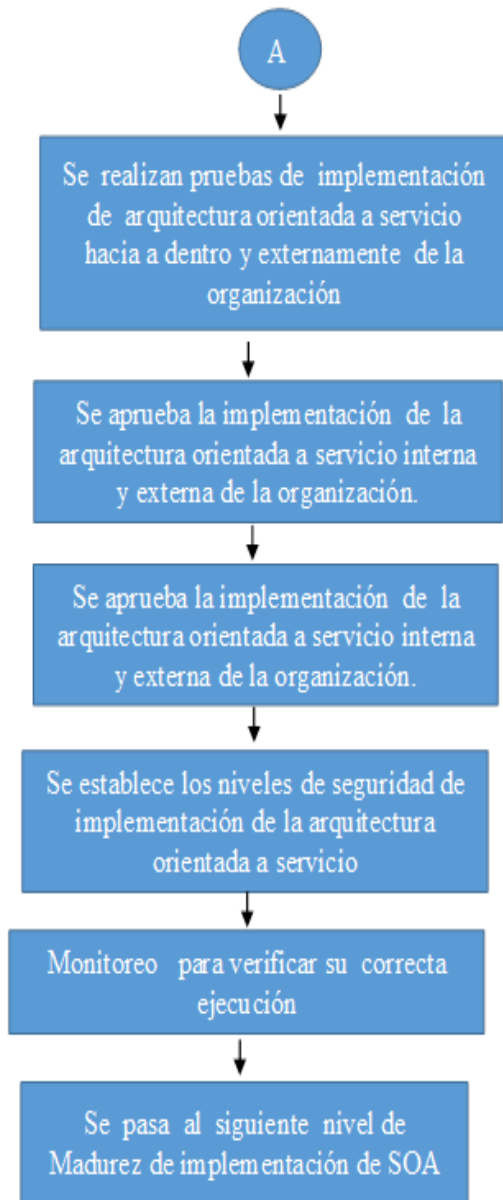 A
Se realizan pruebas de implementación
de arquitectura orientada a servicio
hacia a dentro y externamente de la
organización
Se aprueba la implementación de la
arquitectura orientada a servicio interna
y externa de la organización.
Se aprueba la implementación de la
arquitectura orientada a servicio interna
y externa de la organización.
Se establece los niveles de seguridad de
implementación de la arquitectura
orientada a servicio
Monitoreo para verificar su correcta
ejecución
Se pasa al siguiente nivel de
Madurez de implementación de SOA